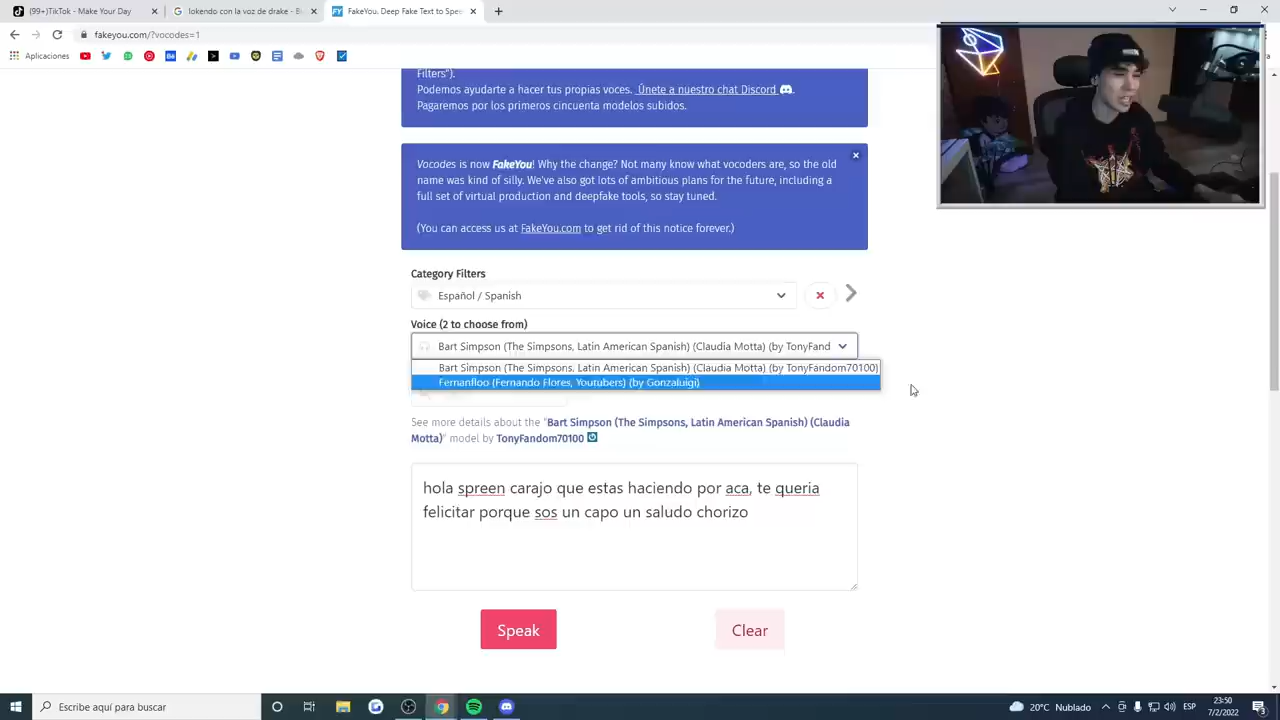 (99+)TikTok - Make Your Day
lokendo con la voz de drake - B
FakeYou. Deep Fake Text to Spee
fakeyou.com/?vocodes=1
Aplicaciones
Filters").
Podemos ayudarte a hacer tus propias voces. Únete a nuestro chat Discord.
Pagaremos por los primeros cincuenta modelos subidos.
Vocodes is now FakeYou! Why the change? Not many know what vocoders are, so the old
name was kind of silly. We've also got lots of ambitious plans for the future, including a
full set of virtual production and deepfake tools, so stay tuned.
(You can access us at FakeYou.com to get rid of this notice forever.)
Category Filters
Español / Spanish
Voice (2 to choose from)
Bart Simpson (The Simpsons, Latin American Spanish) (Claudia Motta) (by TonyFand
Bart Simpson (The Simpsons, Latin American Spanish) (Claudia Motta) (by TonyFandom70100)
Fernanfloo (Fernando Flores, Youtubers) (by Gonzaluigi)
See more details about the "Bart Simpson (The Simpsons, Latin American Spanish) (Claudia
Motta)" model by TonyFandom70100
hola spreen carajo que estas haciendo por aca, te queria
felicitar porque sos un capo un saludo chorizo
Speak
Clear
Escribe aquí para buscar
20°C Nublado
ESP
23:50
7/2/2022